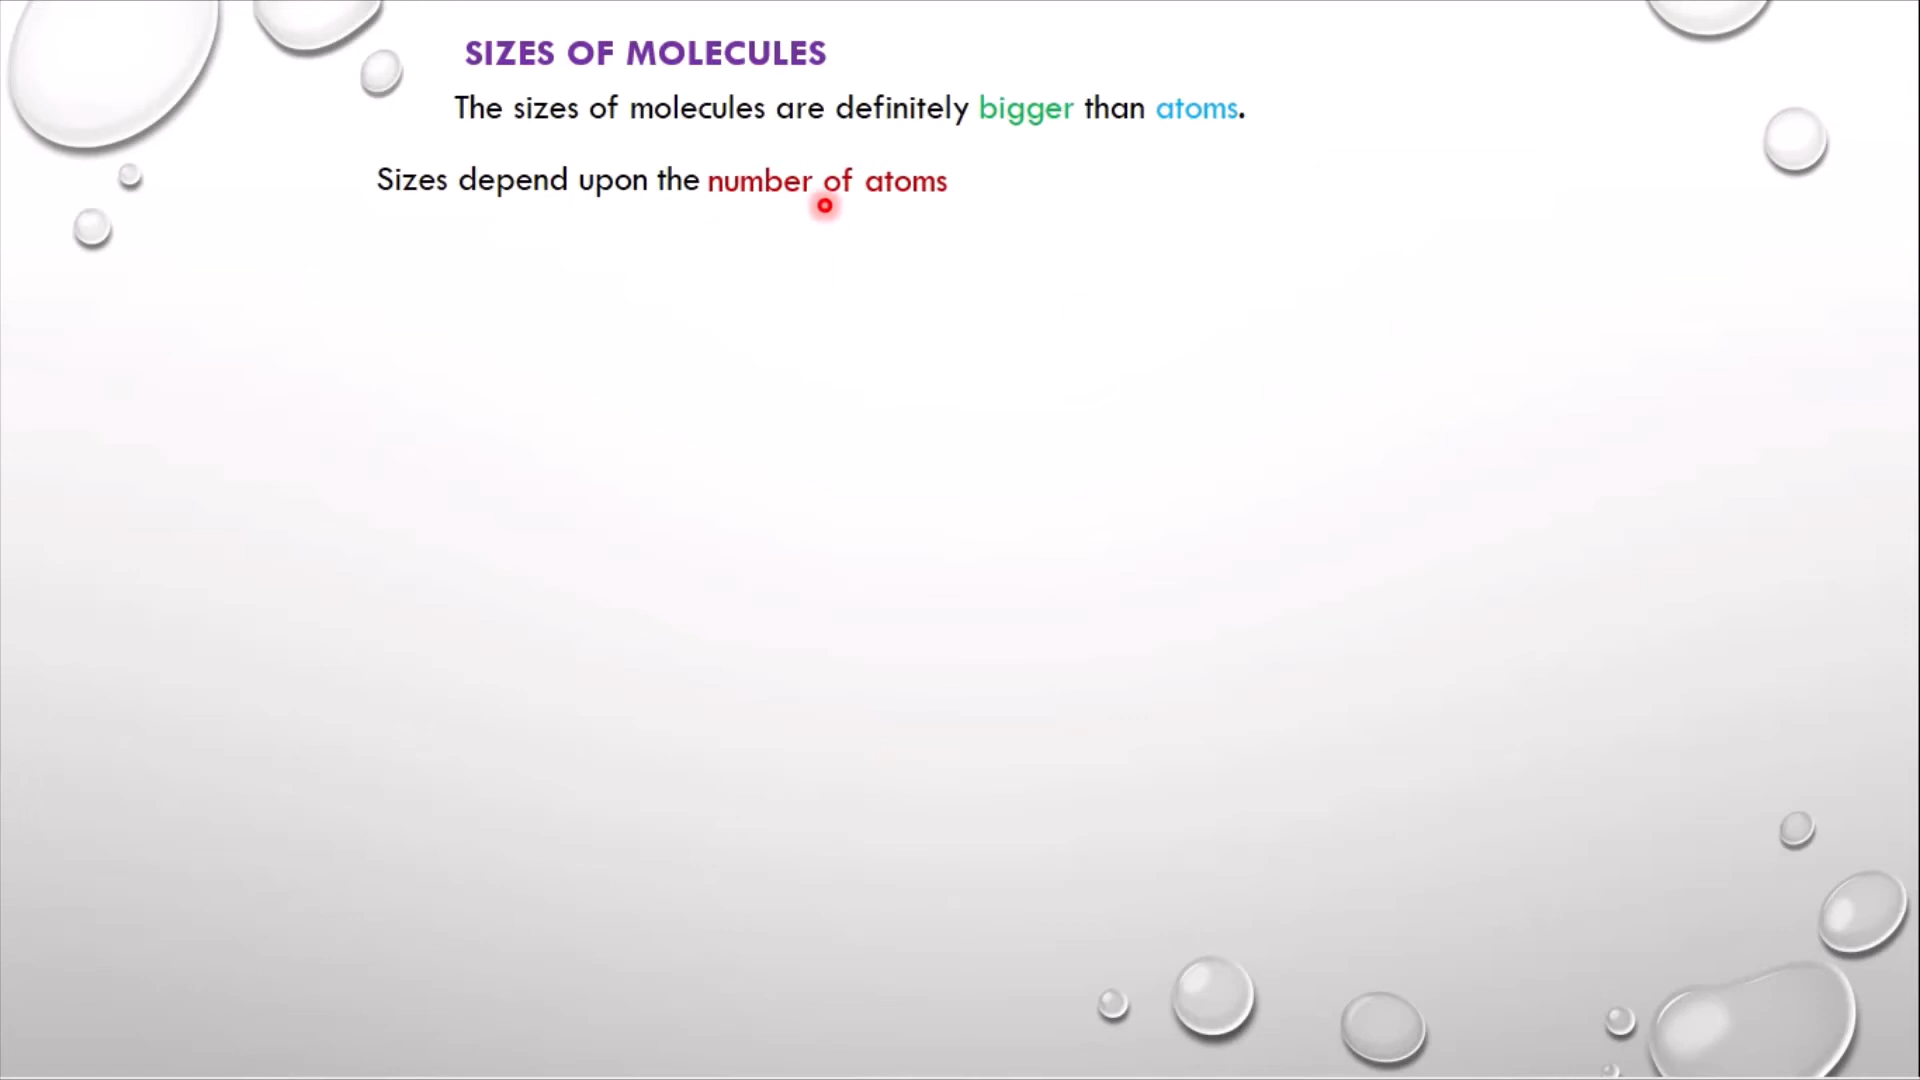 SIZES OF MOLECULES
The sizes of molecules are definitely bigger than atoms.
Sizes depend upon the number of atoms